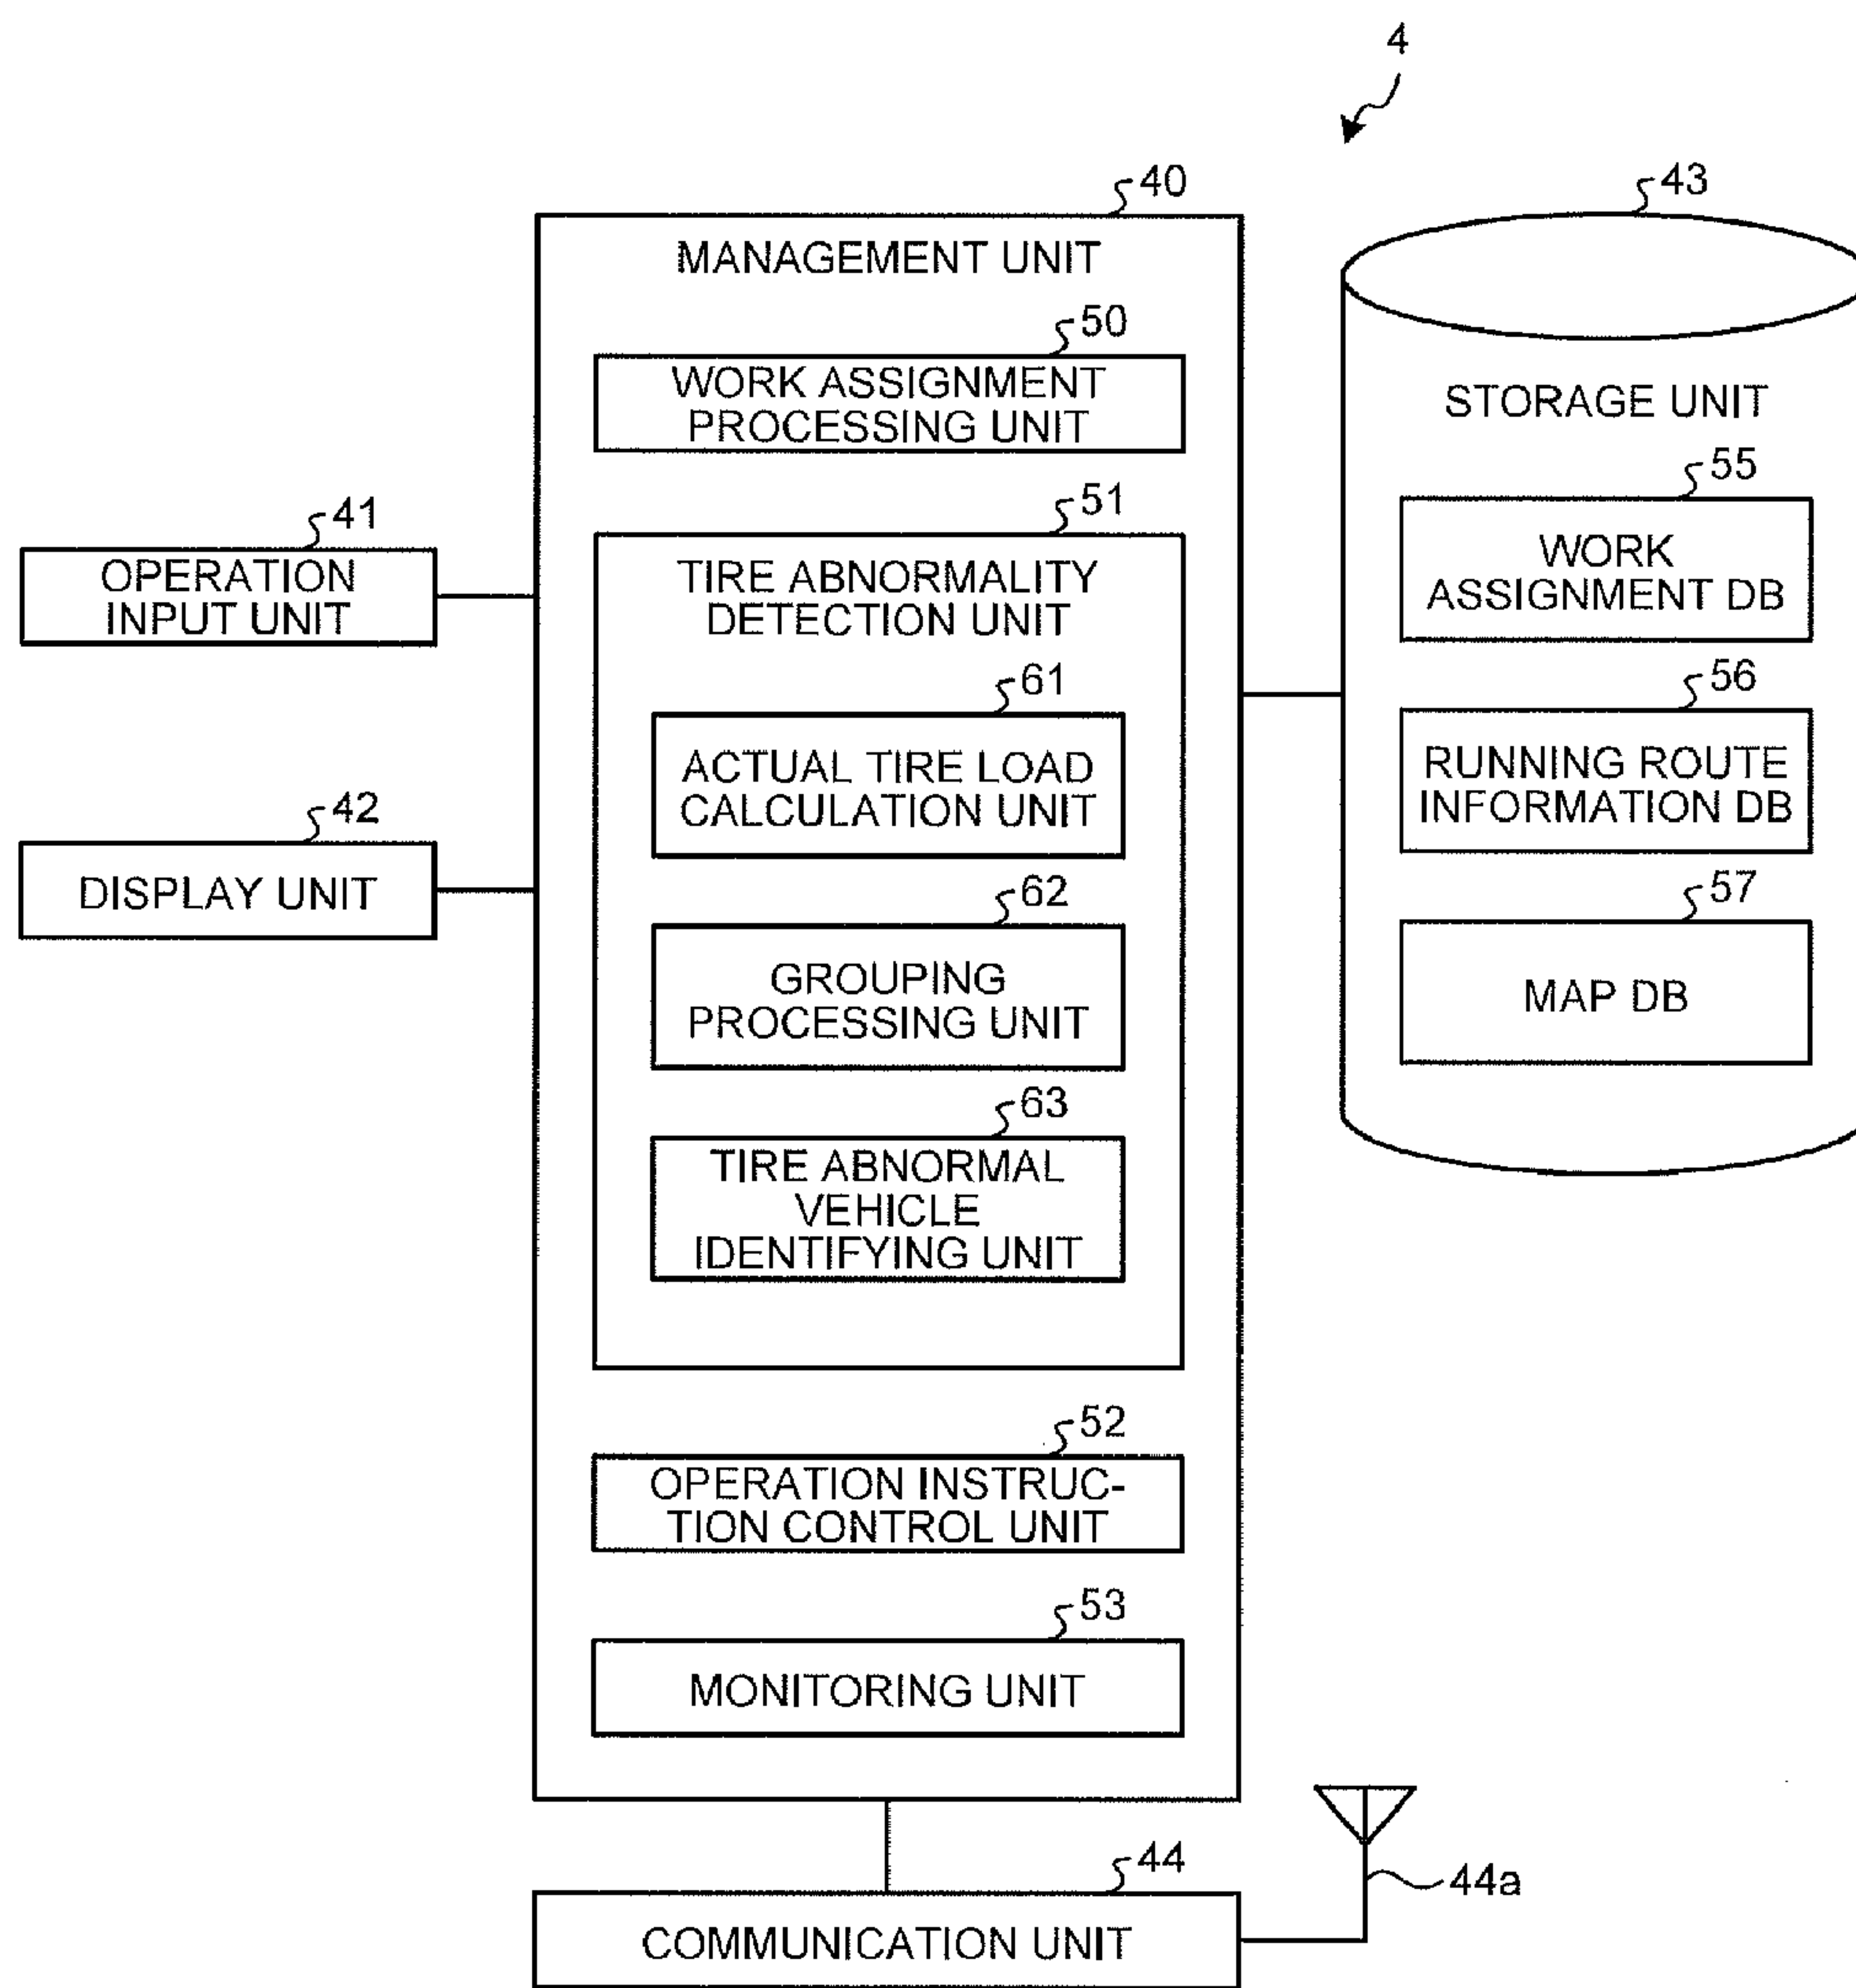 4
40
MANAGEMENT UNIT
50
WORK ASSIGNMENT
PROCESSING UNIT
51
TIRE ABNORMALITY
DETECTION UNIT
61
ACTUAL TIRE LOAD
CALCULATION UNIT
62
GROUPING
PROCESSING UNIT
63
TIRE ABNORMAL
VEHICLE
IDENTIFYING UNIT
52
OPERATION INSTRUC-
TION CONTROL UNIT
53
MONITORING UNIT
41
OPERATION
INPUT UNIT
42
DISPLAY UNIT
43
STORAGE UNIT
55
WORK
ASSIGNMENT DB
56
RUNNING ROUTE
INFORMATION DB
57
MAP DB
44
COMMUNICATION UNIT
44a